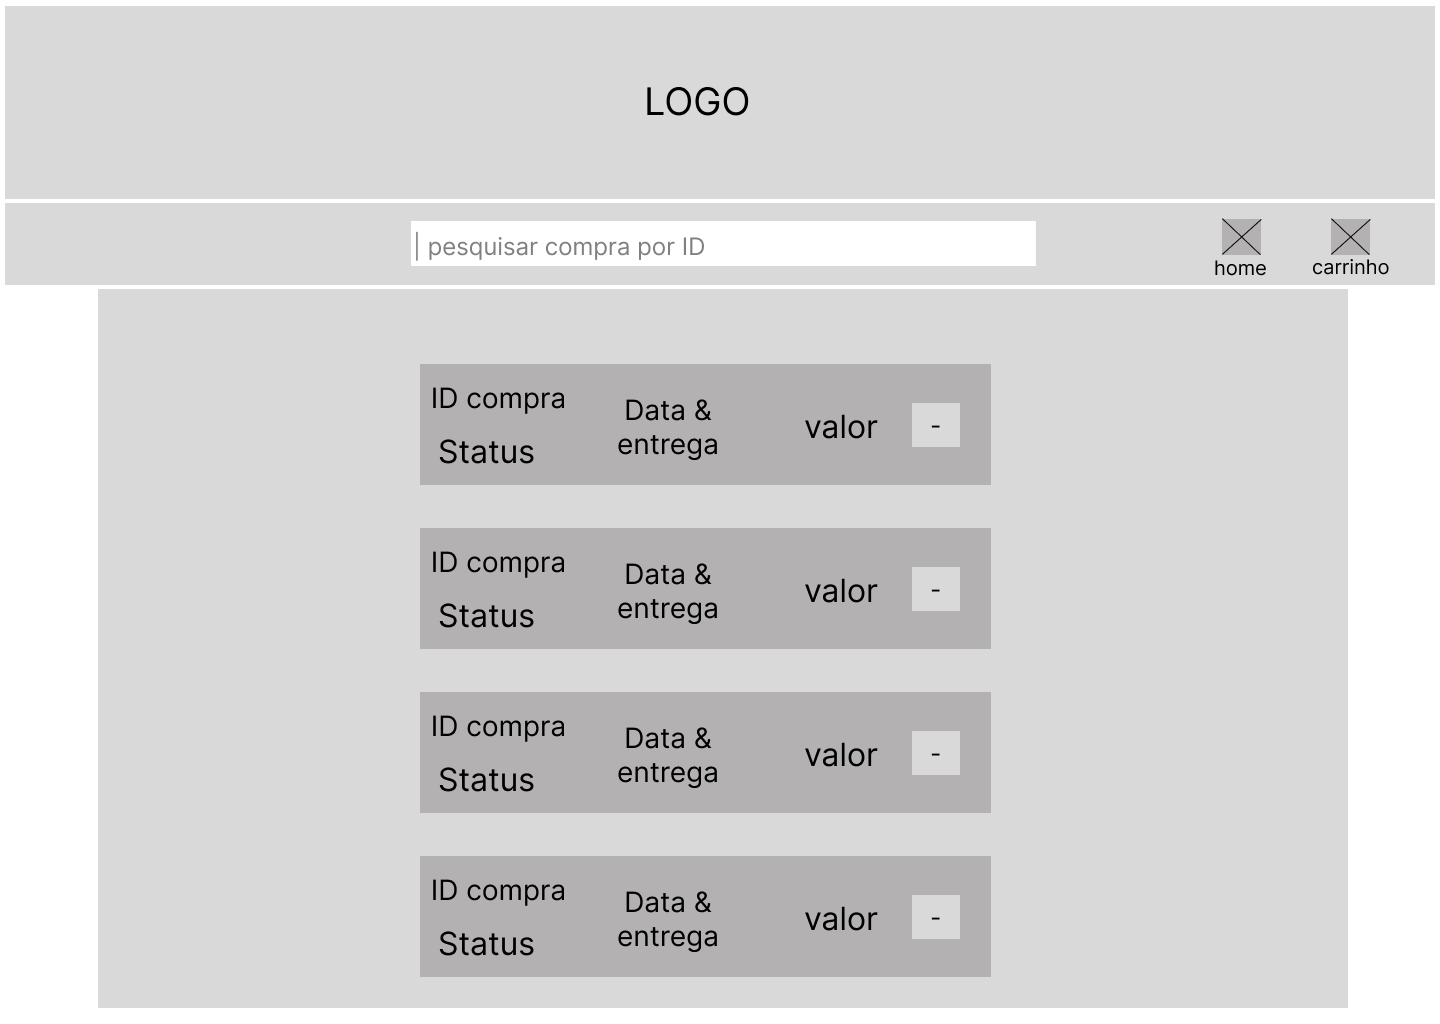 LOGO
| pesquisar compra por ID
home
carrinho
ID compra
Status
Data &
entrega
valor
-
ID compra
Status
Data &
entrega
valor
-
ID compra
Status
Data &
entrega
valor
-
ID compra
Status
Data &
entrega
valor
-